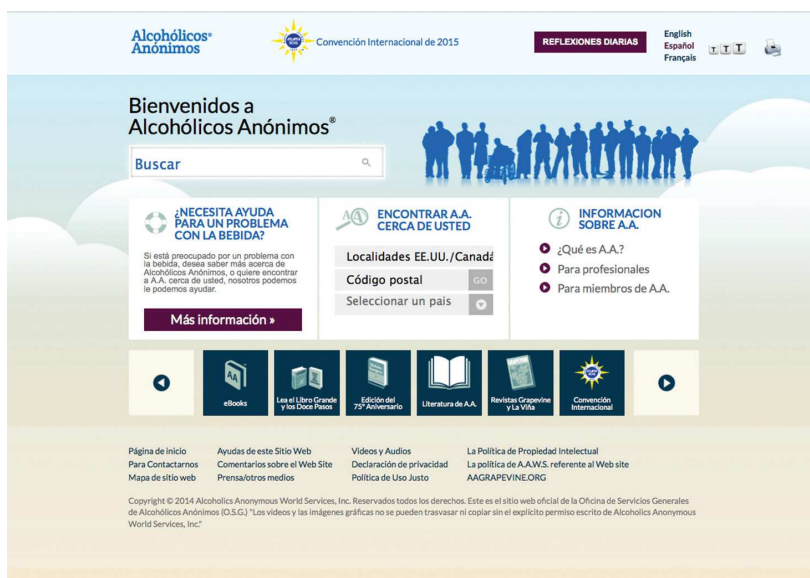 Alcohólicos®
Anónimos
Convención Internacional de 2015
REFLEXIONES DIARIAS
English
Español
Français
T T T
Bienvenidos a
Alcohólicos Anónimos®
Buscar
¿NECESITA AYUDA
PARA UN PROBLEMA
CON LA BEBIDA?
Si está preocupado por un problema con
la bebida, desea saber más acerca de
Alcohólicos Anónimos, o quiere encontrar
a A.A. cerca de usted, nosotros podemos
le podemos ayudar.
Más información »
AA
ENCONTRAR A.A.
CERCA DE USTED
Localidades EE.UU./Canadá
Código postal
GO
Seleccionar un pais
i
INFORMACION
SOBRE A.A.
¿Qué es A.A.?
Para profesionales
Para miembros de A.A.
AA
eBooks
Lea el Libro Grande
y los Doce Pasos
Edición del
75º Aniversario
Literatura de A.A.
Revistas Grapevine
y La Viña
Convención
Internacional
Página de inicio
Ayudas de este Sitio Web
Videos y Audios
La Política de Propiedad Intelectual
Para Contactarnos
Comentarios sobre el Web Site
Declaración de privacidad
La política de A.A.W.S. referente al Web site
Mapa de sitio web
Prensa/otros medios
Política de Uso Justo
AAGRAPEVINE.ORG
Copyright © 2014 Alcoholics Anonymous World Services, Inc. Reservados todos los derechos. Este es el sitio web oficial de la Oficina de Servicios Generales
de Alcohólicos Anónimos (O.S.G.) "Los videos y las imágenes gráficas no se pueden trasvasar ni copiar sin el explícito permiso escrito de Alcoholics Anonymous
World Services, Inc."